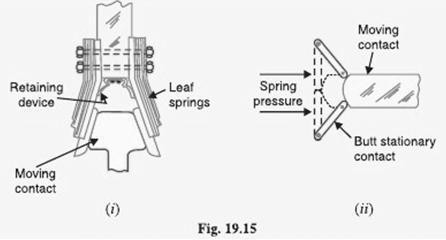 Retaining
device
Leaf
springs
Moving
contact
(i)
Moving
contact
Spring
pressure
Butt stationary
contact
(ii)
Fig. 19.15